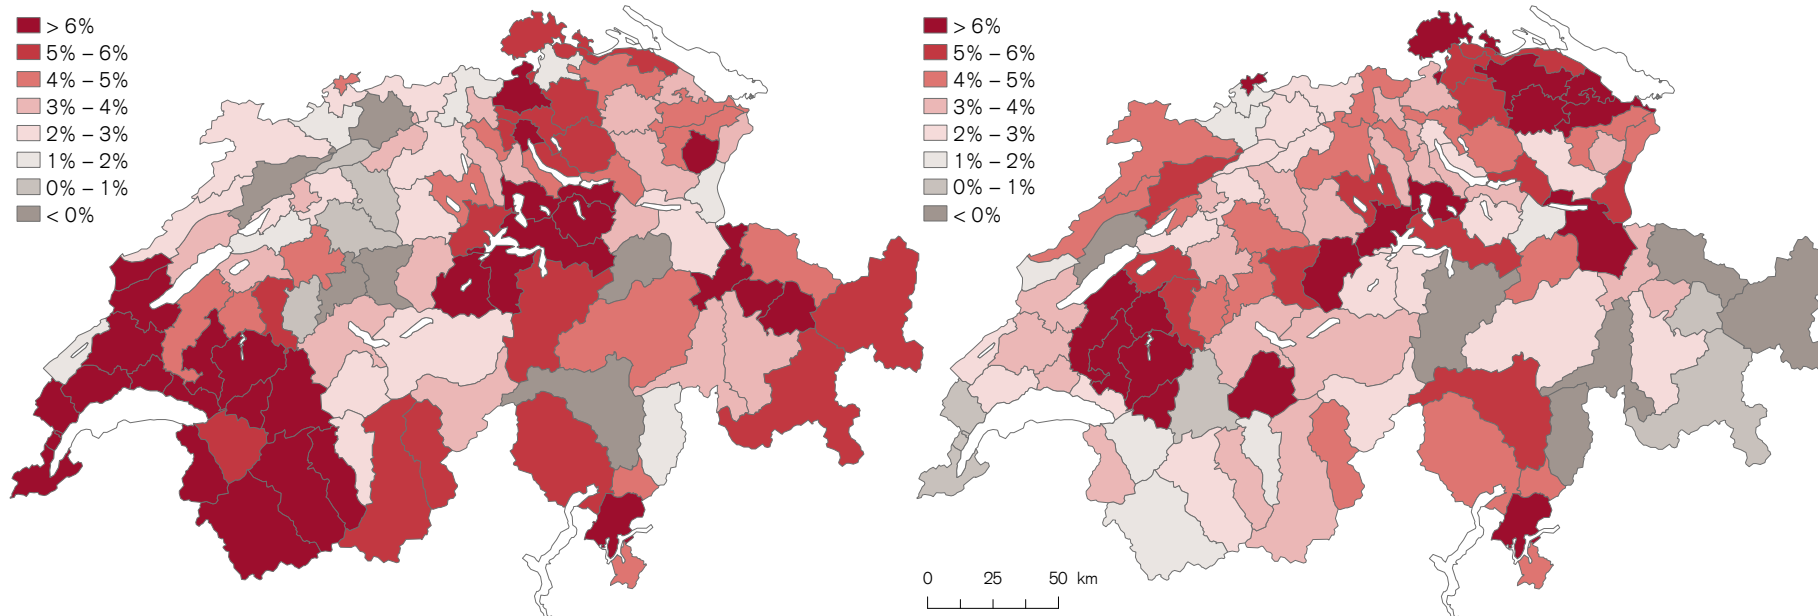 > 6%
5% – 6%
4% – 5%
3% – 4%
2% – 3%
1% – 2%
0% – 1%
< 0%
> 6%
5% – 6%
4% – 5%
3% – 4%
2% – 3%
1% – 2%
0% – 1%
< 0%
0 25 50 km